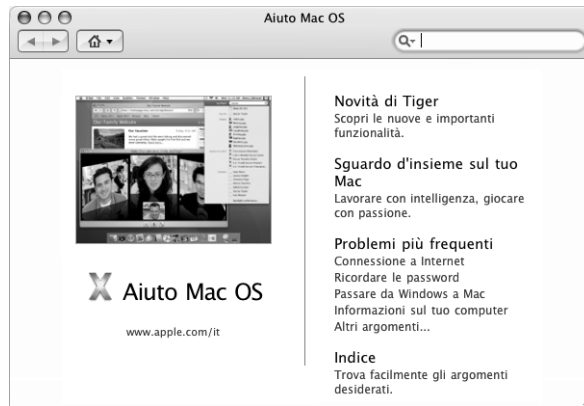 Aiuto Mac OS
Novità di Tiger
Scopri le nuove e importanti
funzionalità.
Sguardo d'insieme sul tuo
Mac
Lavorare con intelligenza, giocare
con passione.
Problemi più frequenti
Connessione a Internet
Ricordare le password
Passare da Windows a Mac
Informazioni sul tuo computer
Altri argomenti...
Indice
Trova facilmente gli argomenti
desiderati.
X Aiuto Mac OS
www.apple.com/it